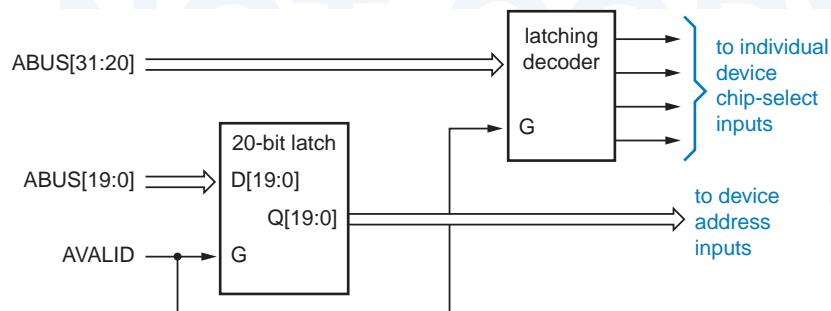 latching
decoder
ABUS[31:20]
to individual
device
chip-select
inputs
G
20-bit latch
ABUS[19:0]
D[19:0]
Q[19:0]
to device
address
inputs
AVALID
G